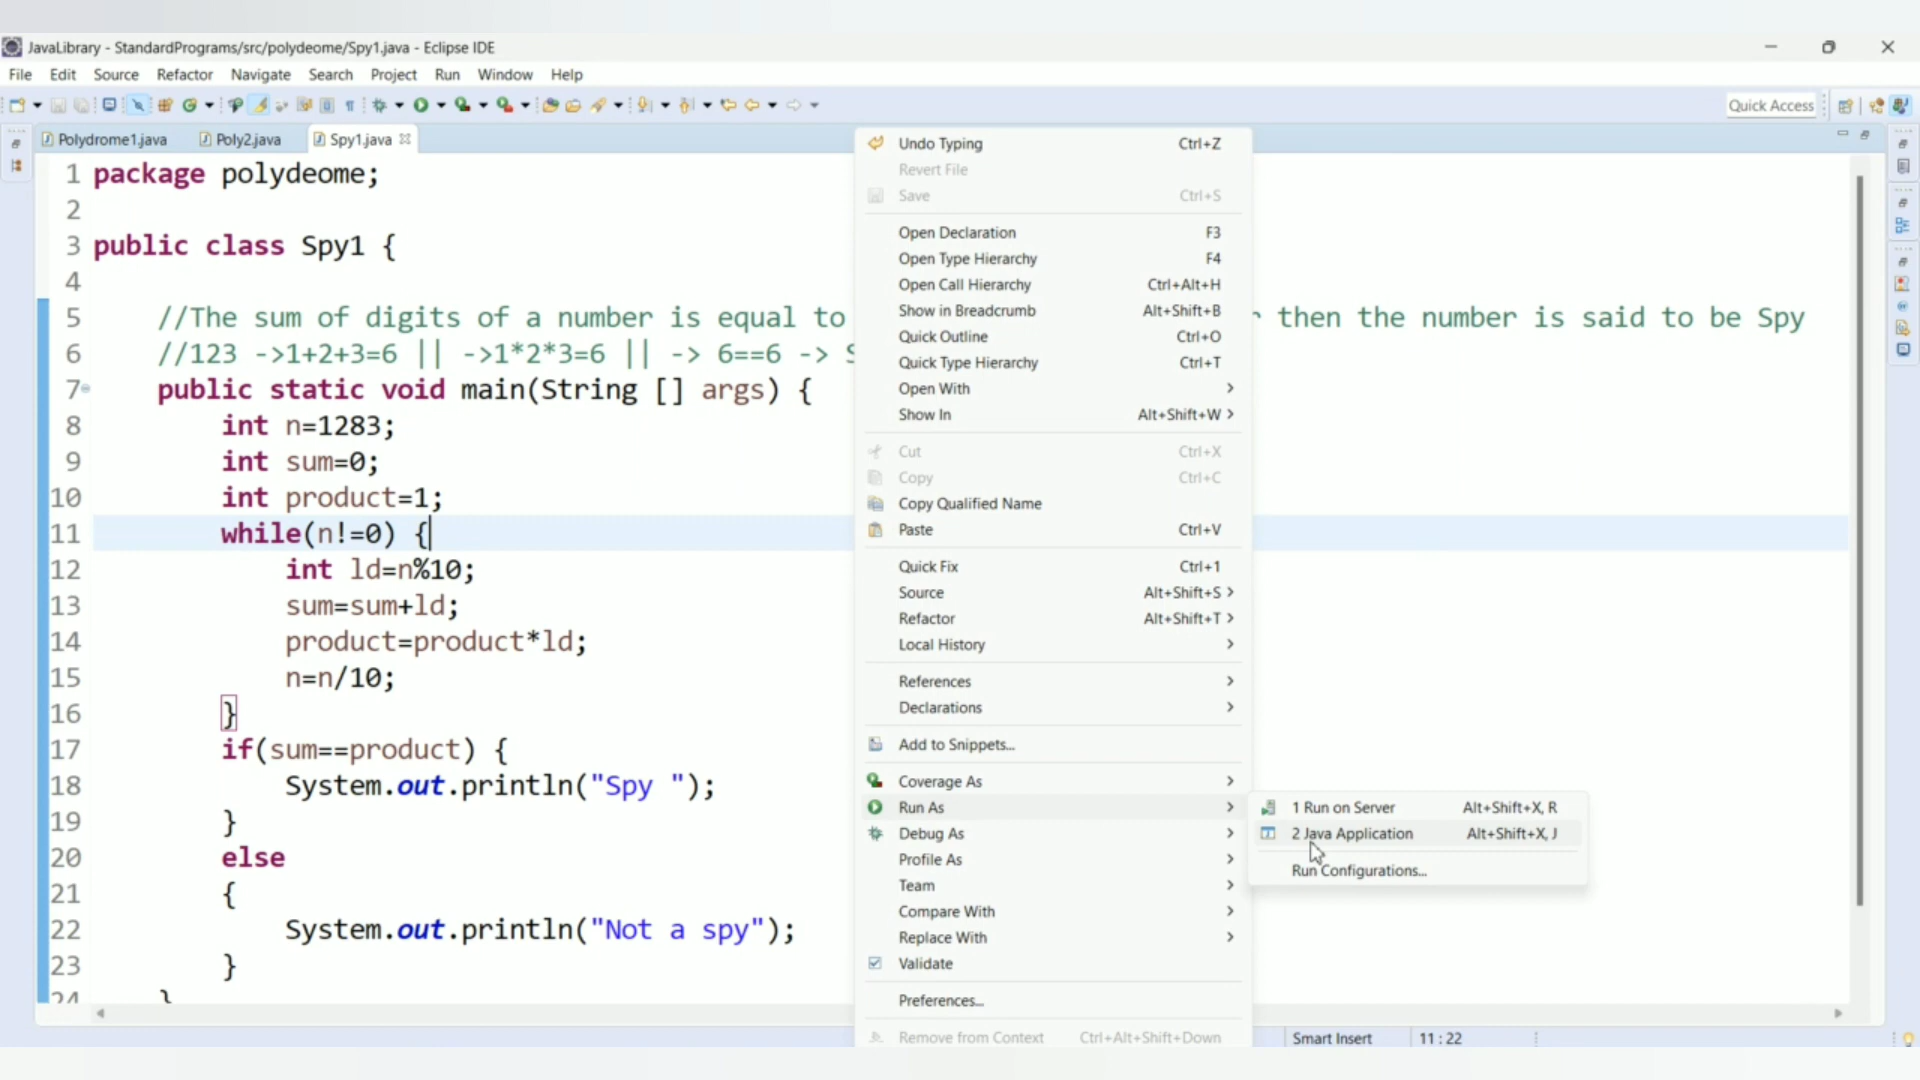 JavaLibrary - StandardPrograms/src/polydeome/Spy1.java - Eclipse IDE
File Edit Source Refactor Navigate Search Project Run Window Help
Quick Access
Polydrome1.java Poly2.java Spy1.java
1 package polydeome;
2
3 public class Spy1 {
4
5 //The sum of digits of a number is equal to then the number is said to be Spy
6 //123 ->1+2+3=6 || ->1*2*3=6 || -> 6==6 ->
7 public static void main(String [] args) {
8 int n=1283;
9 int sum=0;
10 int product=1;
11 while(n!=0) {
12 int ld=n%10;
13 sum=sum+ld;
14 product=product*ld;
15 n=n/10;
16 }
17 if(sum==product) {
18 System.out.println("Spy ");
19 }
20 else
21 {
22 System.out.println("Not a spy");
23 }
24 }
Undo Typing Ctrl+Z
Revert File
Save Ctrl+S
Open Declaration F3
Open Type Hierarchy F4
Open Call Hierarchy Ctrl+Alt+H
Show in Breadcrumb Alt+Shift+B
Quick Outline Ctrl+O
Quick Type Hierarchy Ctrl+T
Open With >
Show In Alt+Shift+W >
Cut Ctrl+X
Copy Ctrl+C
Copy Qualified Name
Paste Ctrl+V
Quick Fix Ctrl+1
Source Alt+Shift+S >
Refactor Alt+Shift+T >
Local History >
References >
Declarations >
Add to Snippets...
Coverage As >
Run As >
Debug As >
Profile As >
Team >
Compare With >
Replace With >
Validate
Preferences...
Remove from Context Ctrl+Alt+Shift+Down
1 Run on Server Alt+Shift+X, R
2 Java Application Alt+Shift+X, J
Run Configurations...
Smart Insert 11 : 22